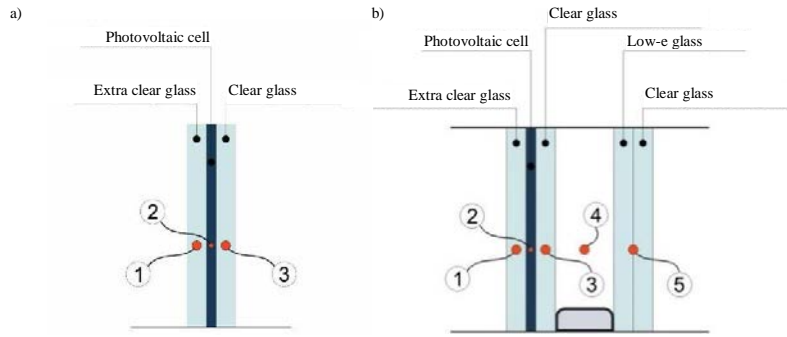 a)
Photovoltaic cell
Extra clear glass
Clear glass
2
1
3
b)
Clear glass
Photovoltaic cell
Low-e glass
Extra clear glass
Clear glass
2
4
1
3
5